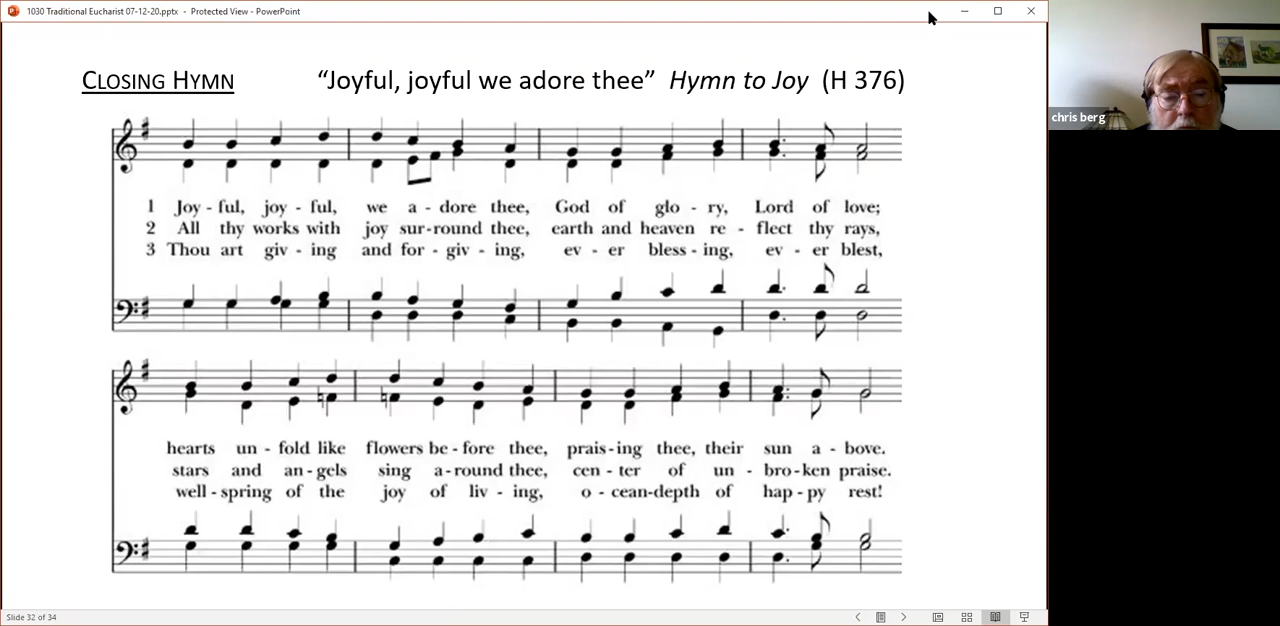 1030 Traditional Eucharist 07-12-20.pptx - Protected View - PowerPoint
CLOSING HYMN “Joyful, joyful we adore thee” Hymn to Joy (H 376)
chris berg
1 Joy - ful, joy - ful, we a - dore thee, God of glo - ry, Lord of love;
2 All thy works with joy sur - round thee, earth and heaven re - flect thy rays,
3 Thou art giv - ing and for - giv - ing, ev - er bless - ing, ev - er blest,
hearts un - fold like flowers be - fore thee, prais - ing thee, their sun a - bove.
stars and an - gels sing a - round thee, cen - ter of un - bro - ken praise.
well - spring of the joy of liv - ing, o - cean - depth of hap - py rest!
Slide 32 of 34